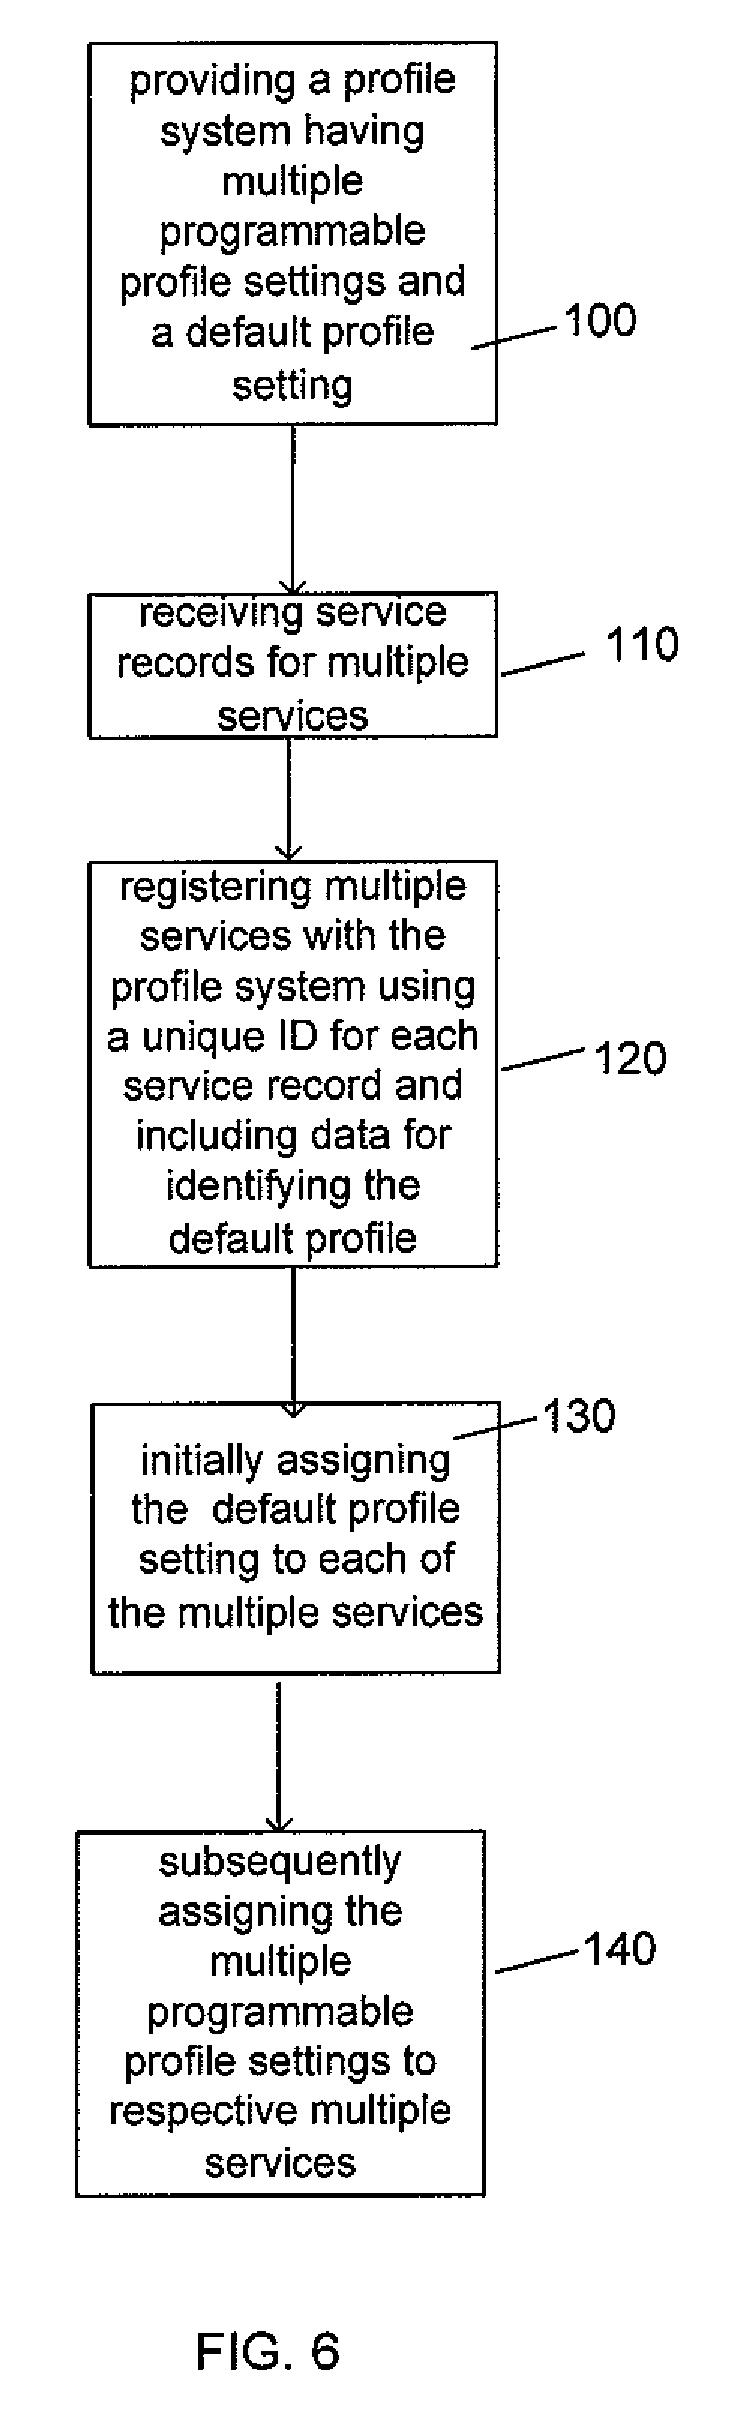 providing a profile
system having
multiple
programmable
profile settings and
a default profile
setting
100
receiving service
records for multiple
services
110
registering multiple
services with the
profile system using
a unique ID for each
service record and
including data for
identifying the
default profile
120
130
initially assigning
the default profile
setting to each of
the multiple services
subsequently
assigning the
multiple
programmable
profile settings to
respective multiple
services
140
FIG. 6